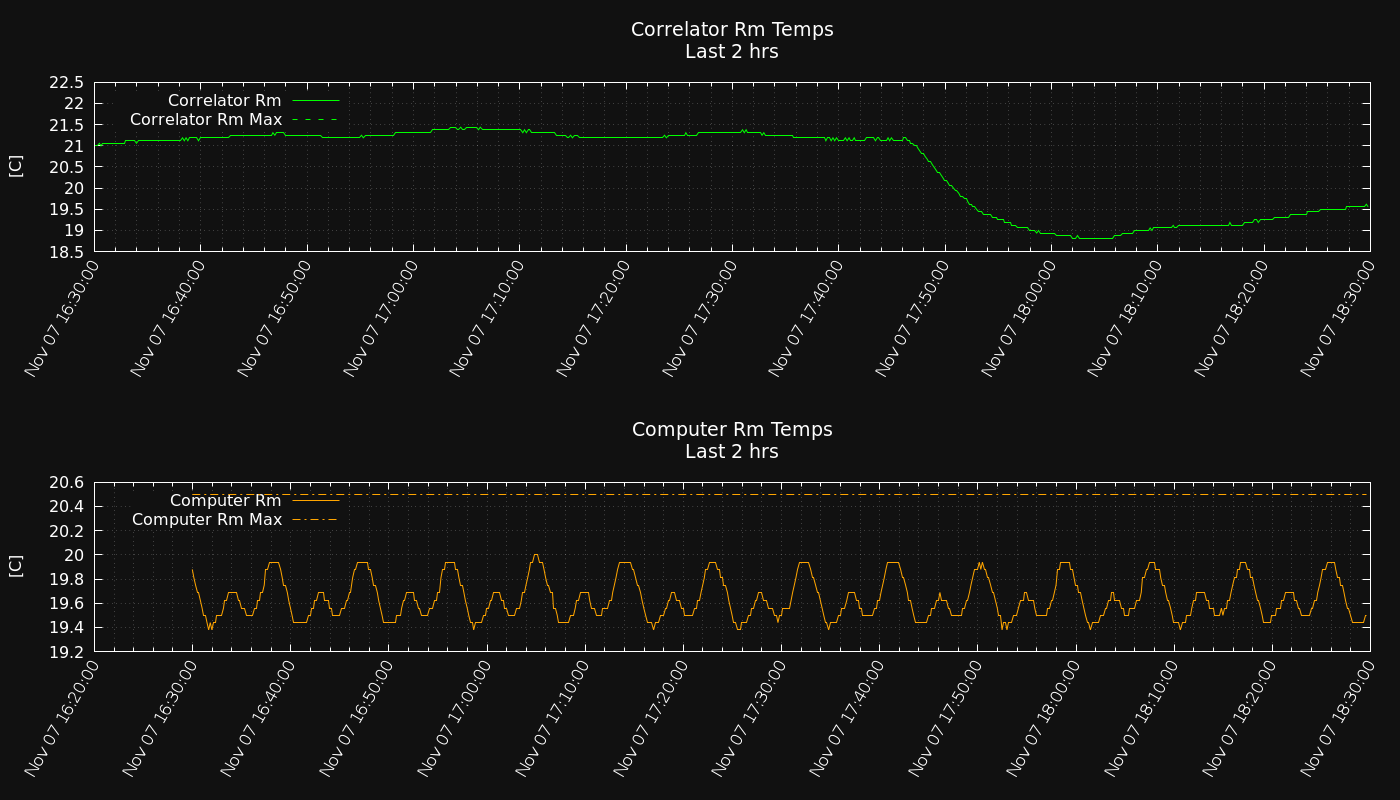 Correlator Rm Temps
Last 2 hrs
22.5
22
21.5
21
20.5
20
19.5
19
18.5
[C]
Correlator Rm
Correlator Rm Max
Nov 07 16:30:00
Nov 07 16:40:00
Nov 07 16:50:00
Nov 07 17:00:00
Nov 07 17:10:00
Nov 07 17:20:00
Nov 07 17:30:00
Nov 07 17:40:00
Nov 07 17:50:00
Nov 07 18:00:00
Nov 07 18:10:00
Nov 07 18:20:00
Nov 07 18:30:00
Computer Rm Temps
Last 2 hrs
20.6
20.4
20.2
20
19.8
19.6
19.4
19.2
[C]
Computer Rm
Computer Rm Max
Nov 07 16:20:00
Nov 07 16:30:00
Nov 07 16:40:00
Nov 07 16:50:00
Nov 07 17:00:00
Nov 07 17:10:00
Nov 07 17:20:00
Nov 07 17:30:00
Nov 07 17:40:00
Nov 07 17:50:00
Nov 07 18:00:00
Nov 07 18:10:00
Nov 07 18:20:00
Nov 07 18:30:00